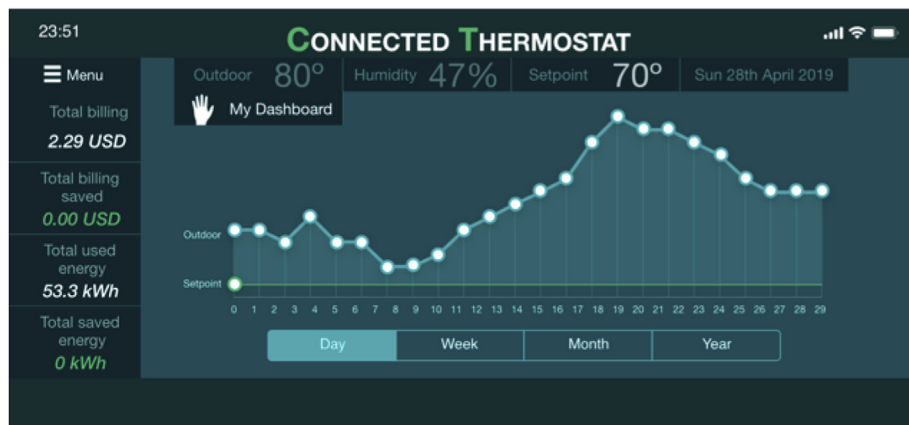 23:51
CONNECTED THERMOSTAT
Menu
Outdoor 80° Humidity 47% Setpoint 70° Sun 28th April 2019
My Dashboard
Total billing
2.29 USD
Total billing
saved
0.00 USD
Total used
energy
53.3 kWh
Total saved
energy
0 kWh
Outdoor
Setpoint
0 1 2 3 4 5 6 7 8 9 10 11 12 13 14 15 16 17 18 19 20 21 22 23 24 25 26 27 28 29
Day Week Month Year